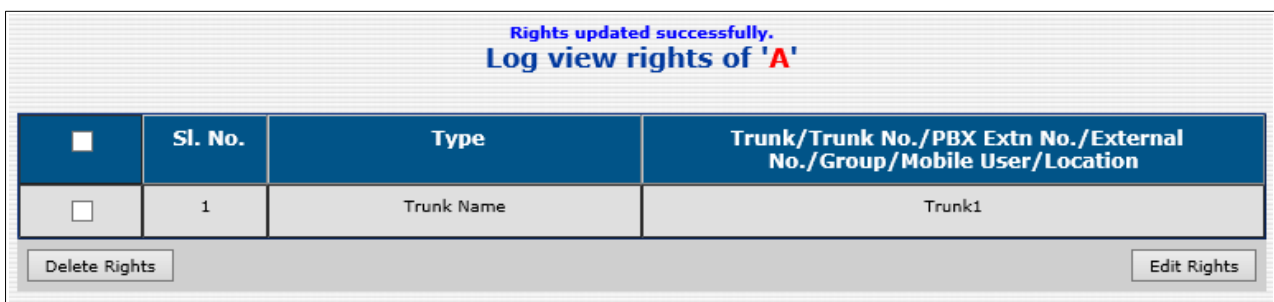 Rights updated successfully.
Log view rights of 'A'
Sl. No. Type Trunk/Trunk No./PBX Extn No./External
No./Group/Mobile User/Location
1 Trunk Name Trunk1
Delete Rights Edit Rights